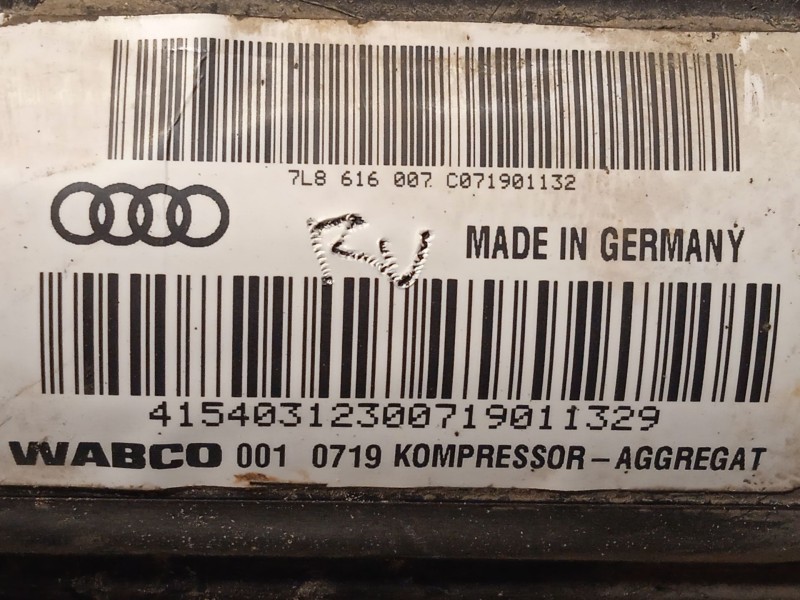 7L8 616 007 C071901132
MADE IN GERMANY
41540312300719011329
WABCO 001 0719 KOMPRESSOR-AGGREGAT